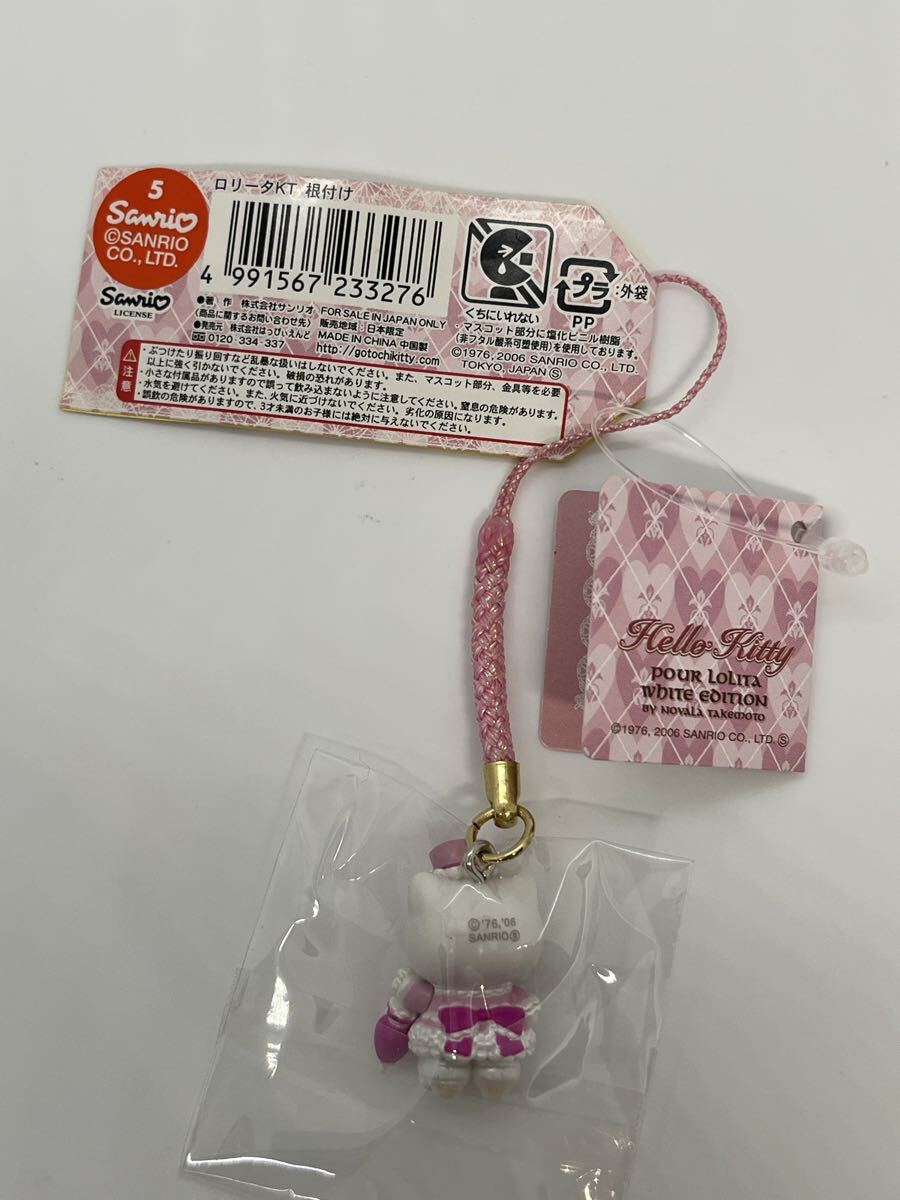 5
Sanrio
©SANRIO
CO., LTD.
Sanrio
LICENSE
ロリータKT 根付け
4 991567 233276
●著 作 株式会社サンリオ FOR SALE IN JAPAN ONLY
(商品に関するお問い合わせ先) 販売地域:日本限定
●発売元 株式会社はっぴぃえんど MADE IN CHINA 中国製
0120-334-337 http://gotochikitty.com
くちにいれない
プラ
PP
:外袋
・マスコット部分に塩化ビニル樹脂
(非フタル酸系可塑使用)を使用しております。
©1976, 2006 SANRIO CO., LTD.
TOKYO, JAPAN Ⓢ
注意
・ぶつけたり振り回すなど乱暴な扱いはしないでください。また、マスコット部分、金具等を必要
以上に強く引かないでください。破損の恐れがあります。
・小さな付属品がありますので誤って飲み込まないように注意してください。窒息の危険があります。
・水気を避けてください。また、火気に近づけないでください。劣化の原因になります。
・誤飲の危険がありますので、3才未満のお子様には絶対に与えないでください。
Hello Kitty
POUR LOLITA
WHITE EDITION
BY NOVALA TAKEMOTO
©1976, 2006 SANRIO CO., LTD. Ⓢ
©'76,'06
SANRIOⓈ